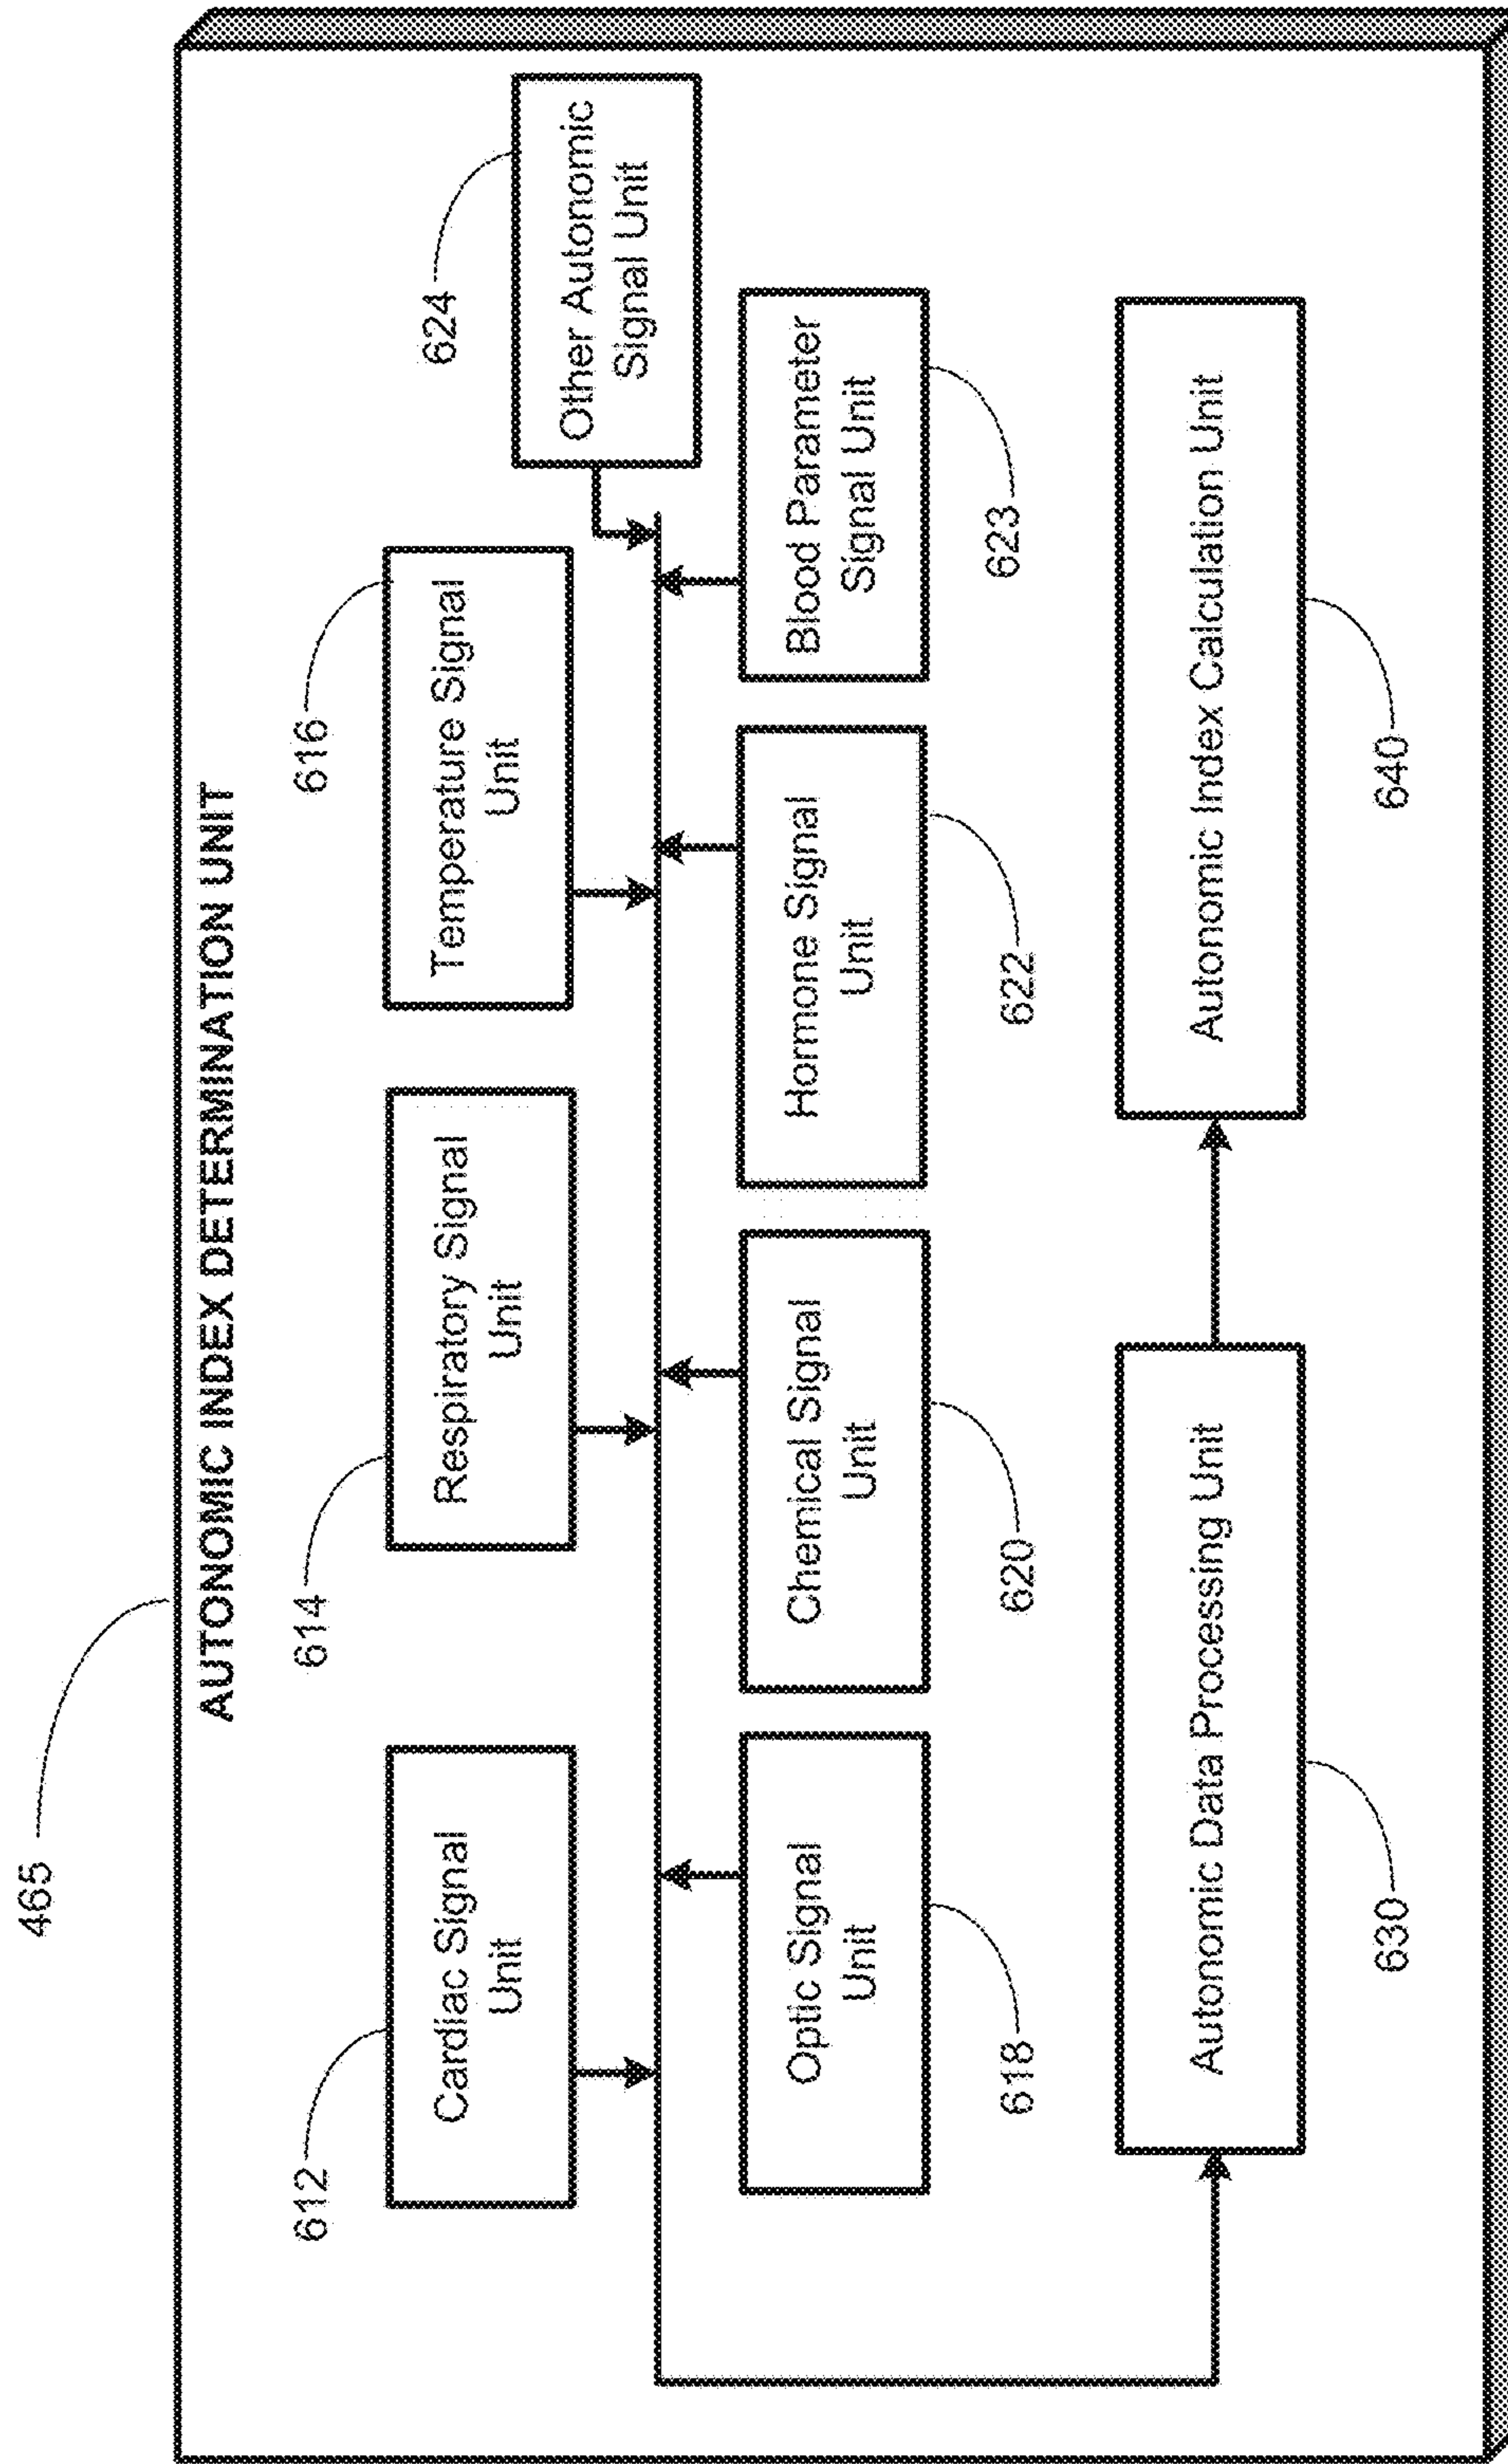 465
AUTONOMIC INDEX DETERMINATION UNIT
612
Cardiac Signal
Unit
614
Respiratory Signal
Unit
616
Temperature Signal
Unit
624
Other Autonomic
Signal Unit
Optic Signal
Unit
618
Chemical Signal
Unit
620
Hormone Signal
Unit
622
Blood Parameter
Signal Unit
623
Autonomic Data Processing Unit
630
Autonomic Index Calculation Unit
640